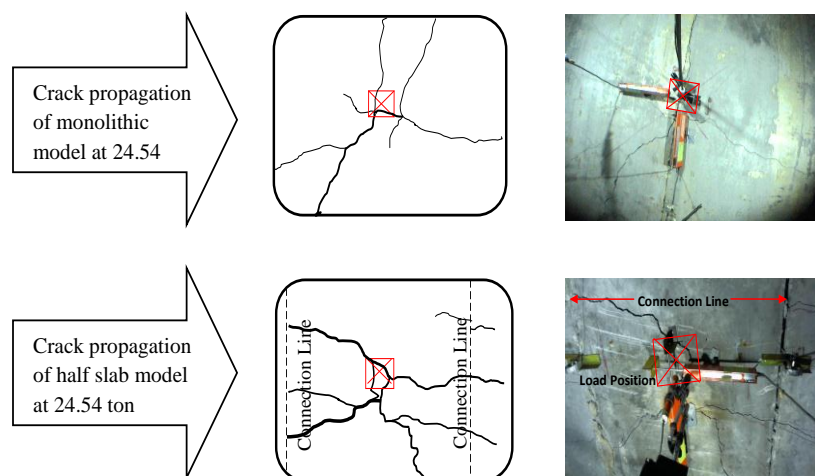 Crack propagation
of monolithic
model at 24.54
Crack propagation
of half slab model
at 24.54 ton
Connection Line
Connection Line
Connection Line
Load Position